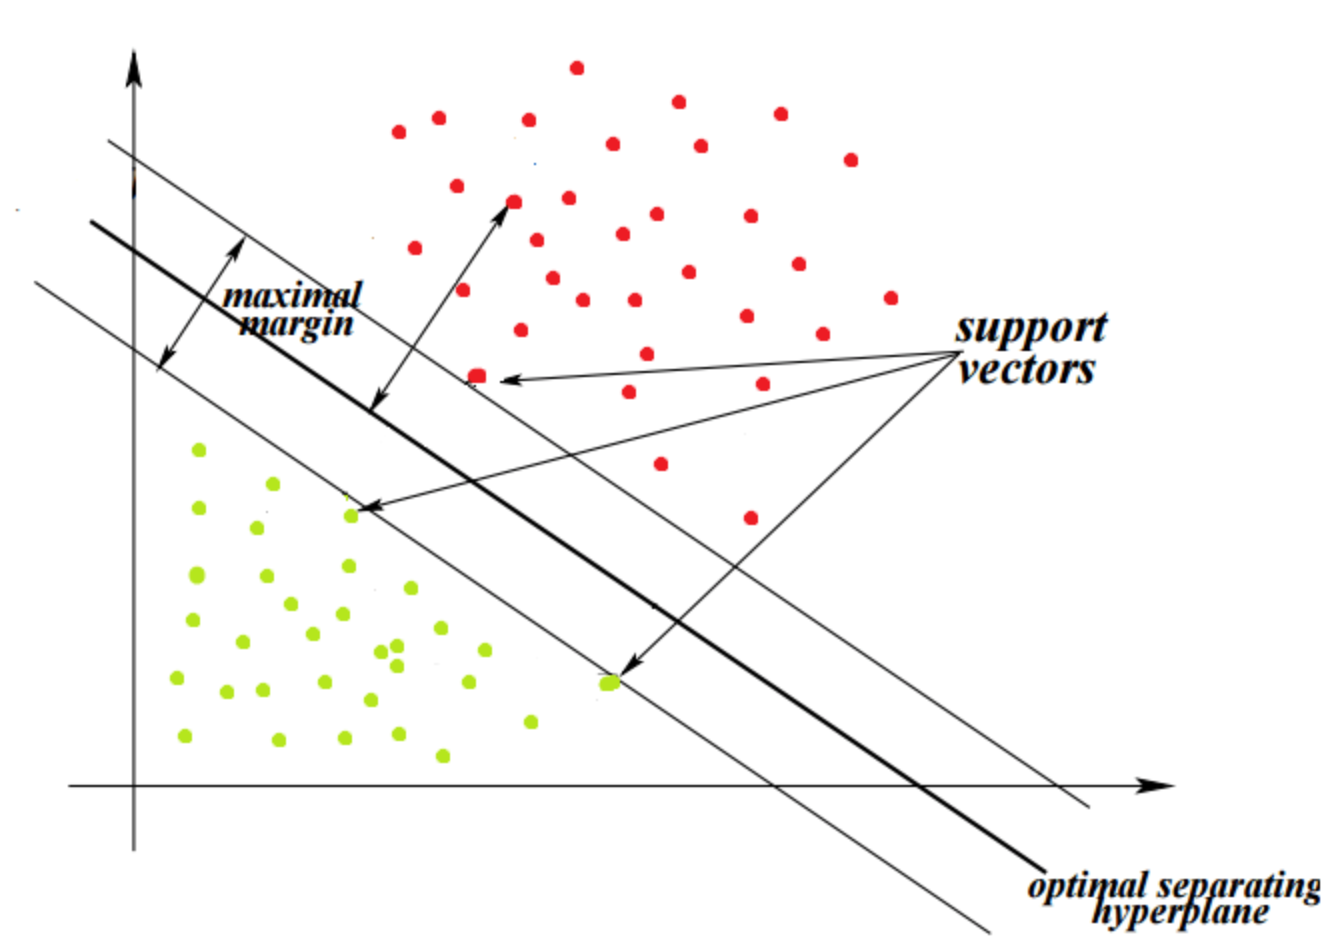 maximal
margin
support
vectors
optimal separating
hyperplane